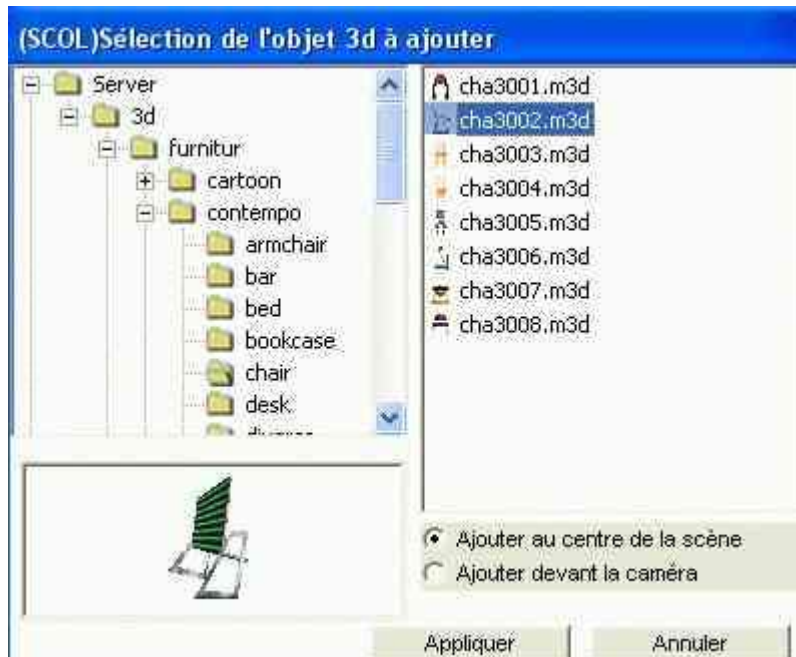 (SCOL)Sélection de l'objet 3d à ajouter
Server
3d
furnitur
cartoon
contempo
armchair
bar
bed
bookcase
chair
desk
cha3001.m3d
cha3002.m3d
cha3003.m3d
cha3004.m3d
cha3005.m3d
cha3006.m3d
cha3007.m3d
cha3008.m3d
Ajouter au centre de la scène
Ajouter devant la caméra
Appliquer
Annuler